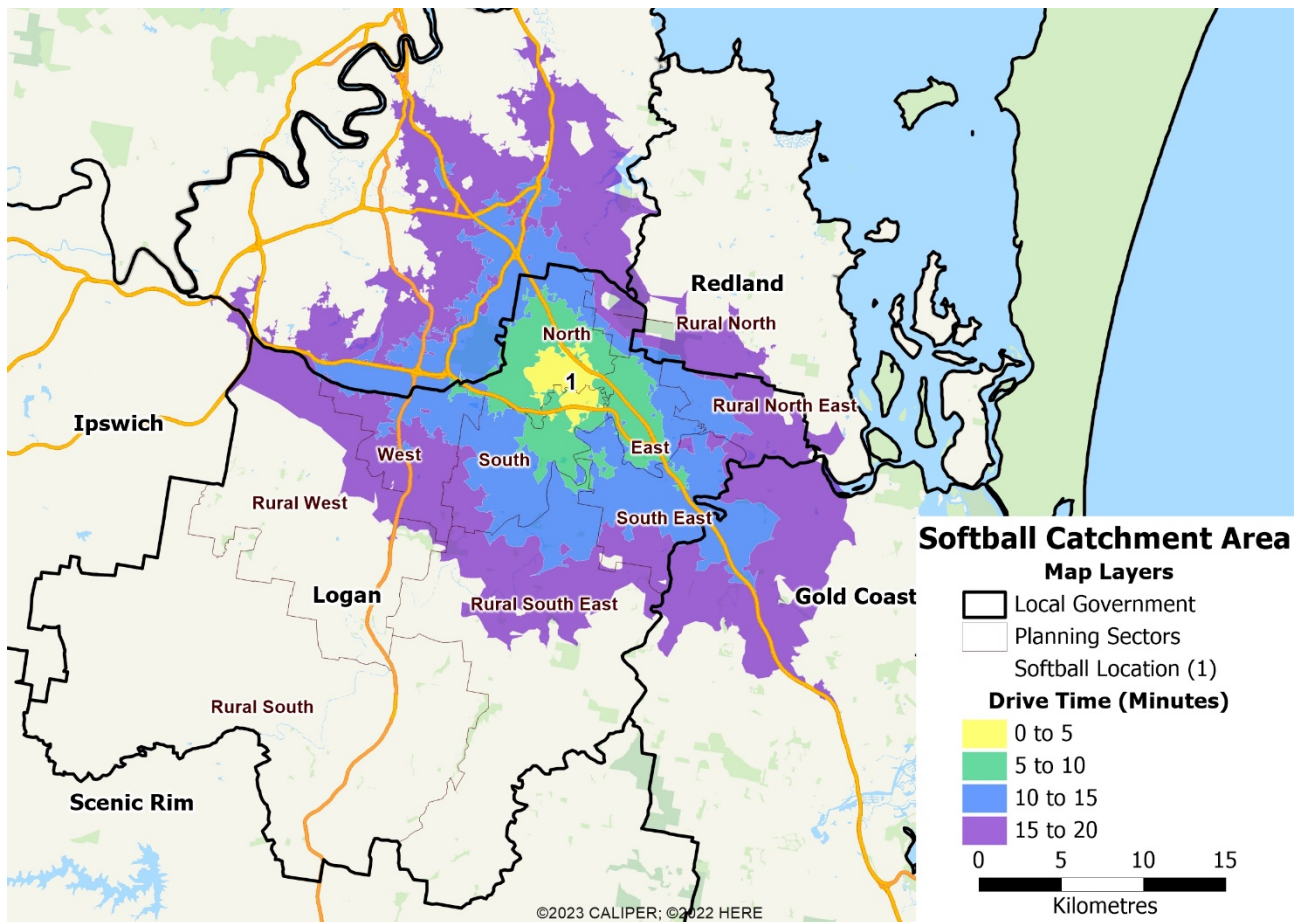 Redland
Rural North
North
1
Rural North East
Ipswich
West
South
East
Rural West
South East
Logan
Rural South East
Gold Coast
Rural South
Scenic Rim
Softball Catchment Area
Map Layers
Local Government
Planning Sectors
Softball Location (1)
Drive Time (Minutes)
0 to 5
5 to 10
10 to 15
15 to 20
0 5 10 15
Kilometres
©2023 CALIPER; ©2022 HERE